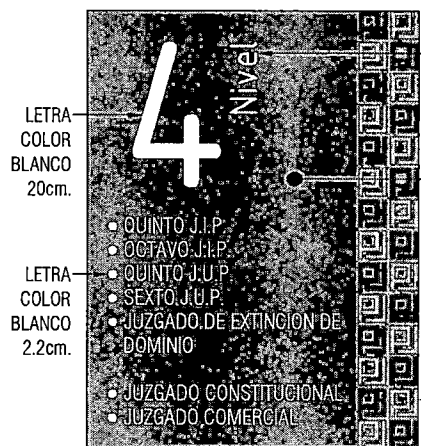 4
Nivel
LETRA
COLOR
BLANCO
20cm.
QUINTO J.I.P.
OCTAVO J.I.P.
QUINTO J.U.P.
SEXTO J.U.P.
JUZGADO DE EXTINCION DE
DOMINIO
JUZGADO CONSTITUCIONAL
JUZGADO COMERCIAL
LETRA
COLOR
BLANCO
2.2cm.